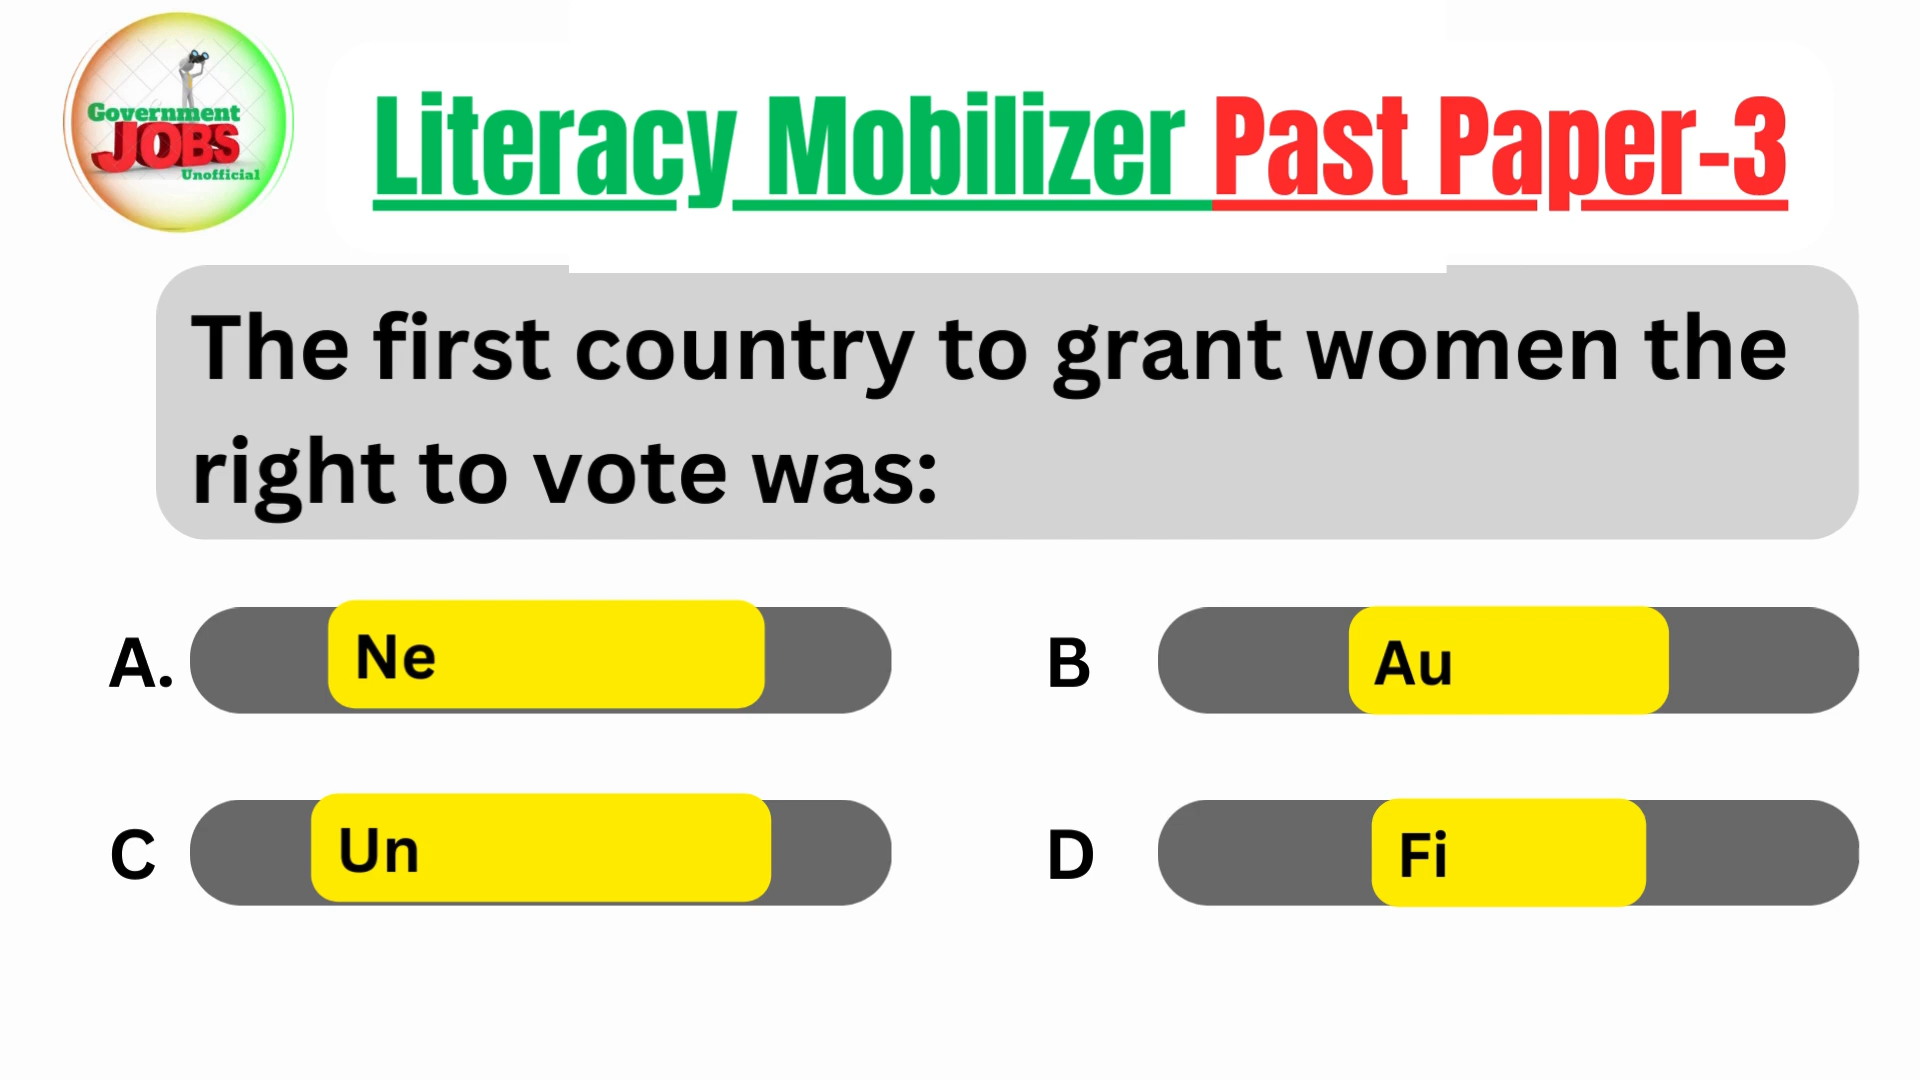 Government
JOBS
Unofficial
Literacy Mobilizer Past Paper-3
The first country to grant women the
right to vote was:
A. Ne
B Au
C Un
D Fi